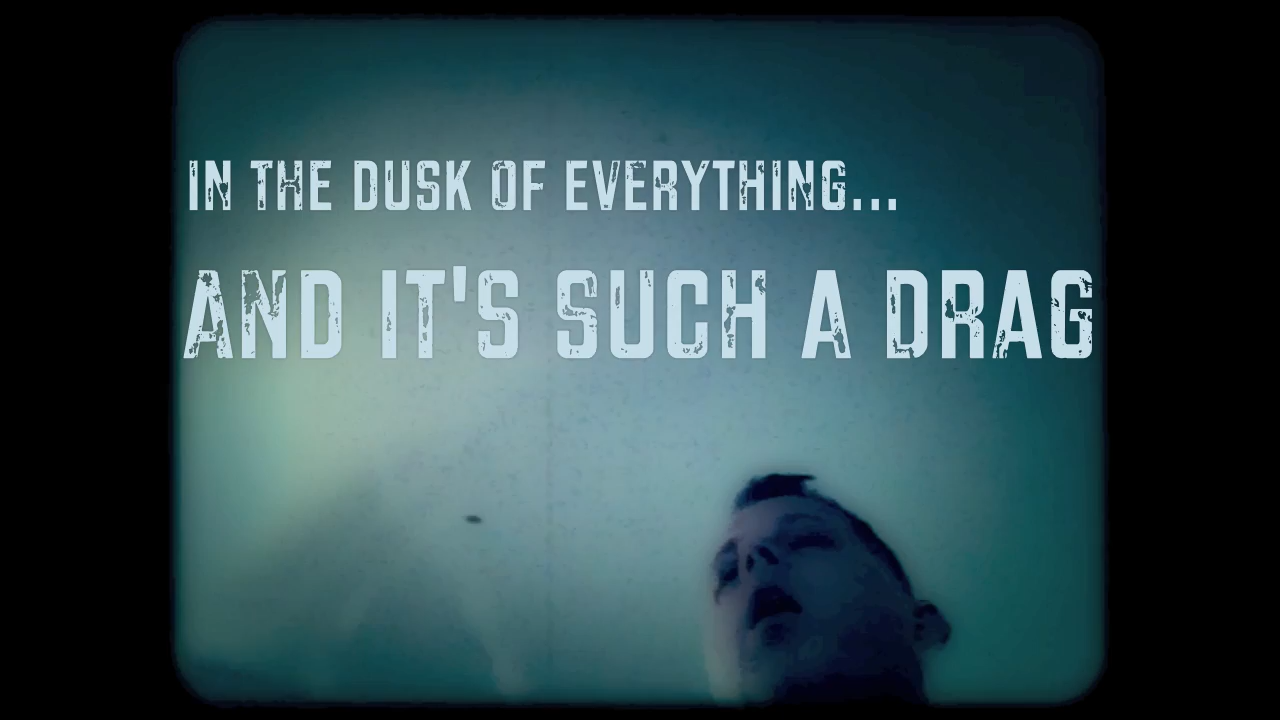 IN THE DUSK OF EVERYTHING...
AND IT'S SUCH A DRAG